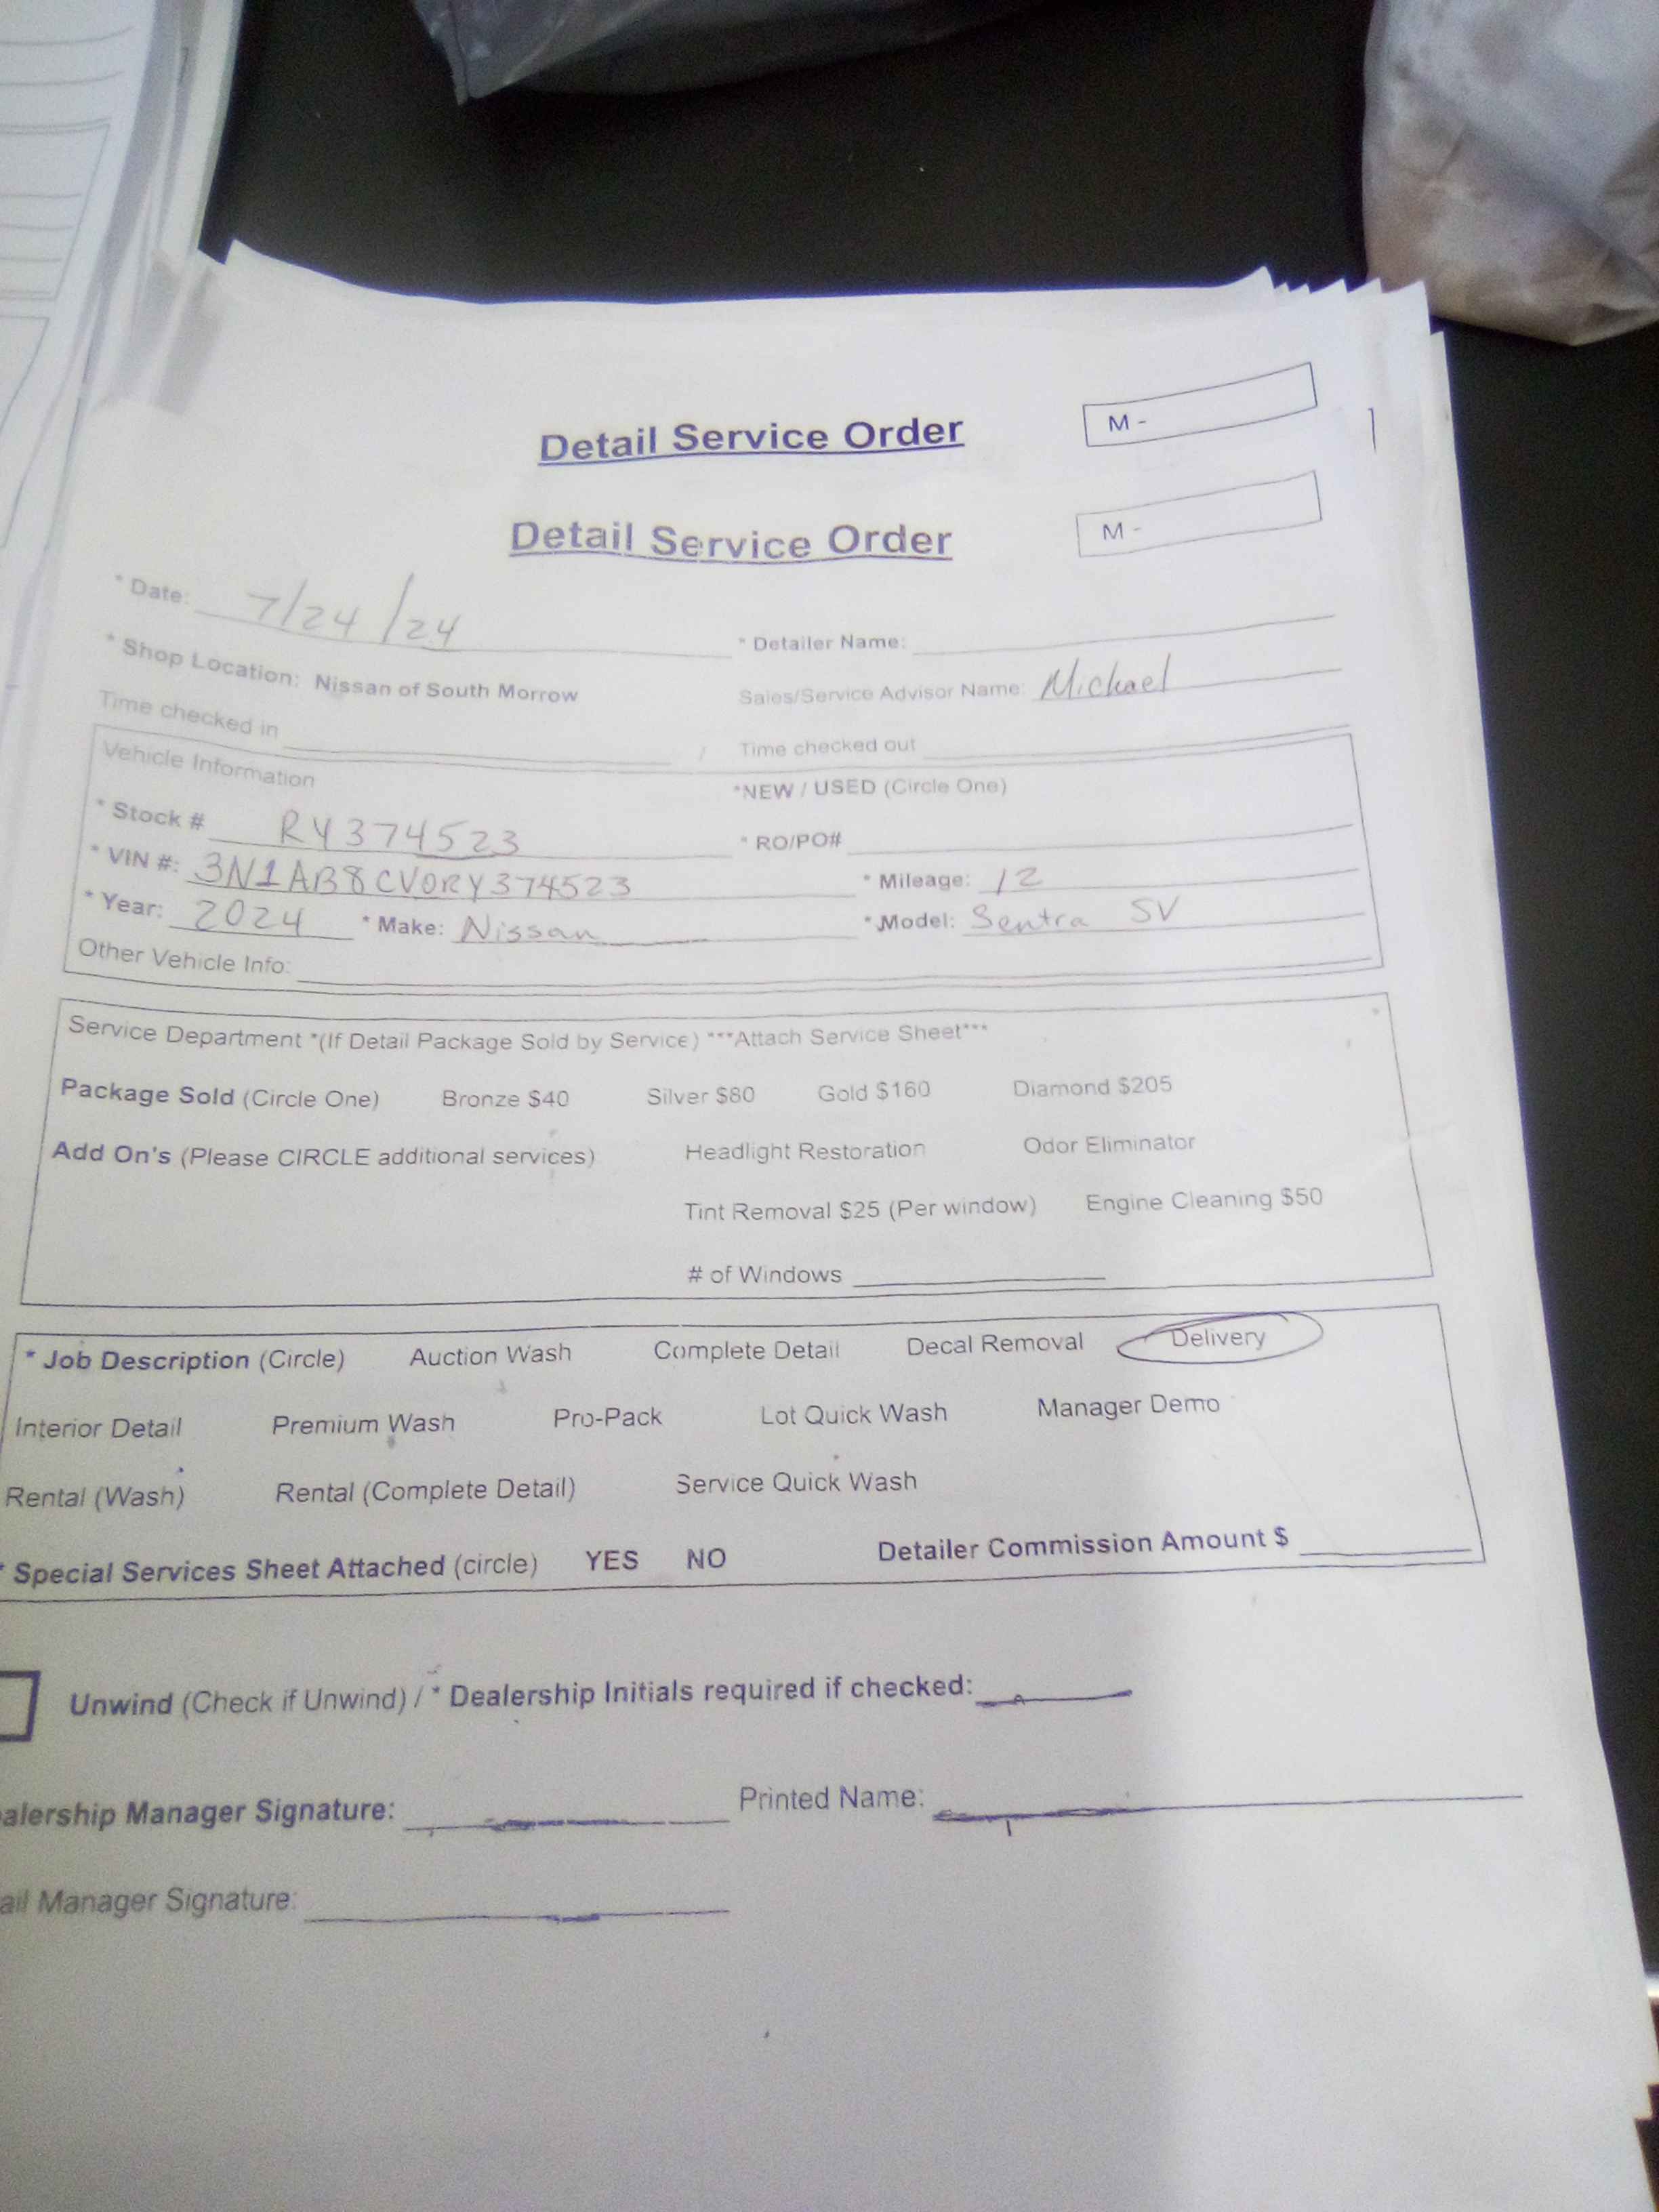 Detail Service Order
M -
Detail Service Order
M -
* Date: 7/24/24
* Detailer Name:
* Shop Location: Nissan of South Morrow
Sales/Service Advisor Name: Michael
Time checked in
/ Time checked out
Vehicle Information
*NEW / USED (Circle One)
* Stock # RY374523
* RO/PO#
* VIN #: 3N1AB8CV0RY374523
* Mileage: 12
* Year: 2024 * Make: Nissan * Model: Sentra SV
Other Vehicle Info:
Service Department *(If Detail Package Sold by Service) ***Attach Service Sheet***
Package Sold (Circle One) Bronze $40 Silver $80 Gold $160 Diamond $205
Add On's (Please CIRCLE additional services) Headlight Restoration Odor Eliminator
Tint Removal $25 (Per window) Engine Cleaning $50
# of Windows
* Job Description (Circle) Auction Wash Complete Detail Decal Removal Delivery
Interior Detail Premium Wash Pro-Pack Lot Quick Wash Manager Demo
Rental (Wash) Rental (Complete Detail) Service Quick Wash
* Special Services Sheet Attached (circle) YES NO Detailer Commission Amount $
Unwind (Check if Unwind) / * Dealership Initials required if checked:
alership Manager Signature: Printed Name:
ail Manager Signature: